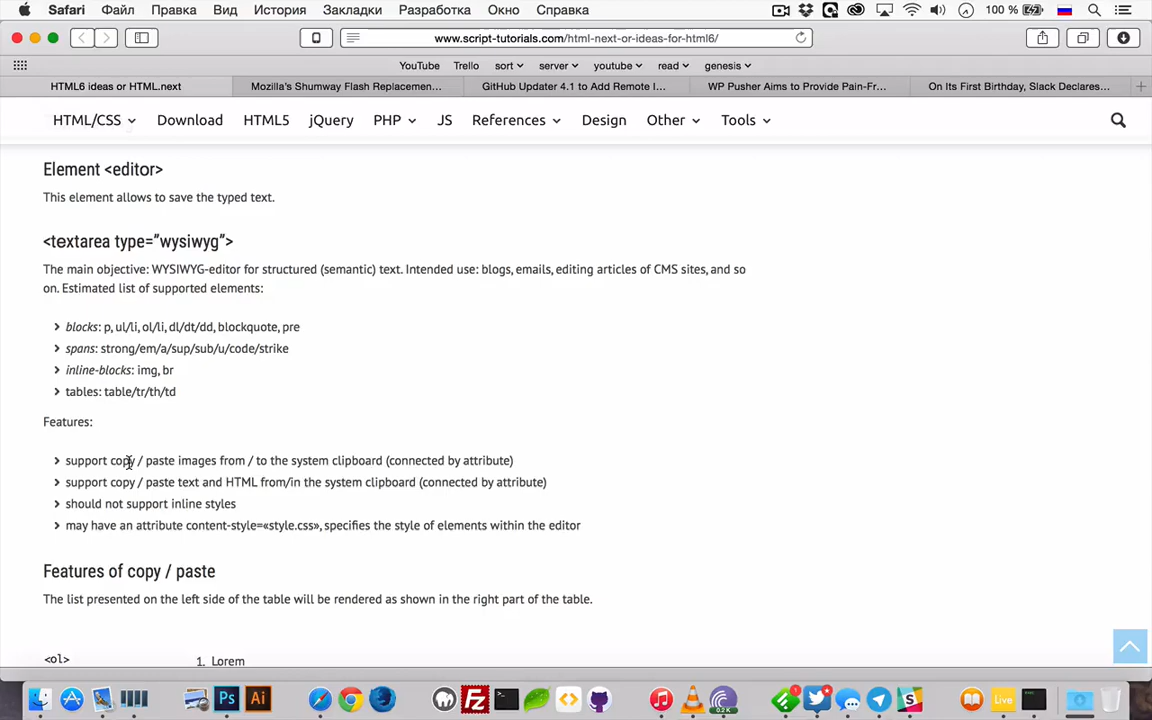 Safari Файл Правка Вид История Закладки Разработка Окно Справка 100 %
www.script-tutorials.com/html-next-or-ideas-for-html6/
YouTube Trello sort server youtube read genesis
HTML6 ideas or HTML.next Mozilla's Shumway Flash Replacemen... GitHub Updater 4.1 to Add Remote I... WP Pusher Aims to Provide Pain-Fr... On Its First Birthday, Slack Declares...
HTML/CSS Download HTML5 jQuery PHP JS References Design Other Tools
Element <editor>
This element allows to save the typed text.
<textarea type="wysiwyg">
The main objective: WYSIWYG-editor for structured (semantic) text. Intended use: blogs, emails, editing articles of CMS sites, and so
on. Estimated list of supported elements:
blocks: p, ul/li, ol/li, dl/dt/dd, blockquote, pre
spans: strong/em/a/sup/sub/u/code/strike
inline-blocks: img, br
tables: table/tr/th/td
Features:
support copy / paste images from / to the system clipboard (connected by attribute)
support copy / paste text and HTML from/in the system clipboard (connected by attribute)
should not support inline styles
may have an attribute content-style=«style.css», specifies the style of elements within the editor
Features of copy / paste
The list presented on the left side of the table will be rendered as shown in the right part of the table.
<ol> 1. Lorem
Ps Ai Fz Live